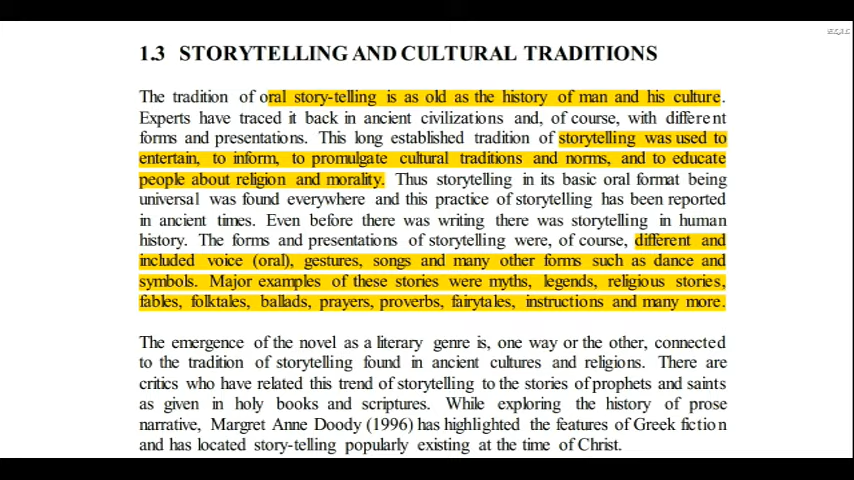 1.3 STORYTELLING AND CULTURAL TRADITIONS
The tradition of oral story-telling is as old as the history of man and his culture.
Experts have traced it back in ancient civilizations and, of course, with different
forms and presentations. This long established tradition of storytelling was used to
entertain, to inform, to promulgate cultural traditions and norms, and to educate
people about religion and morality. Thus storytelling in its basic oral format being
universal was found everywhere and this practice of storytelling has been reported
in ancient times. Even before there was writing there was storytelling in human
history. The forms and presentations of storytelling were, of course, different and
included voice (oral), gestures, songs and many other forms such as dance and
symbols. Major examples of these stories were myths, legends, religious stories,
fables, folktales, ballads, prayers, proverbs, fairytales, instructions and many more.
The emergence of the novel as a literary genre is, one way or the other, connected
to the tradition of storytelling found in ancient cultures and religions. There are
critics who have related this trend of storytelling to the stories of prophets and saints
as given in holy books and scriptures. While exploring the history of prose
narrative, Margret Anne Doody (1996) has highlighted the features of Greek fiction
and has located story-telling popularly existing at the time of Christ.